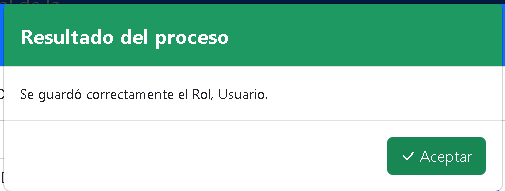 Resultado del proceso
Se guardó correctamente el Rol, Usuario.
Aceptar